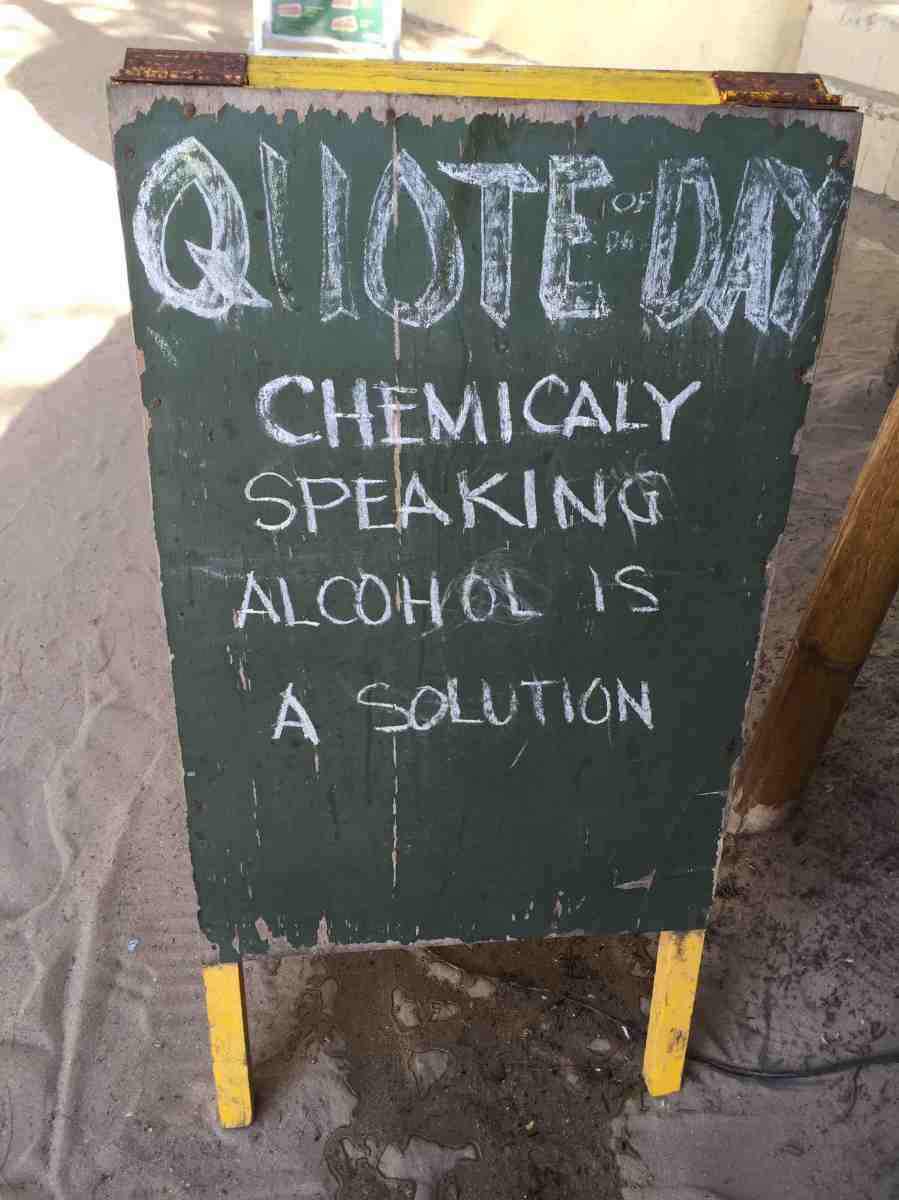 QUOTE OF DAY
CHEMICALY
SPEAKING
ALCOHOL IS
A SOLUTION